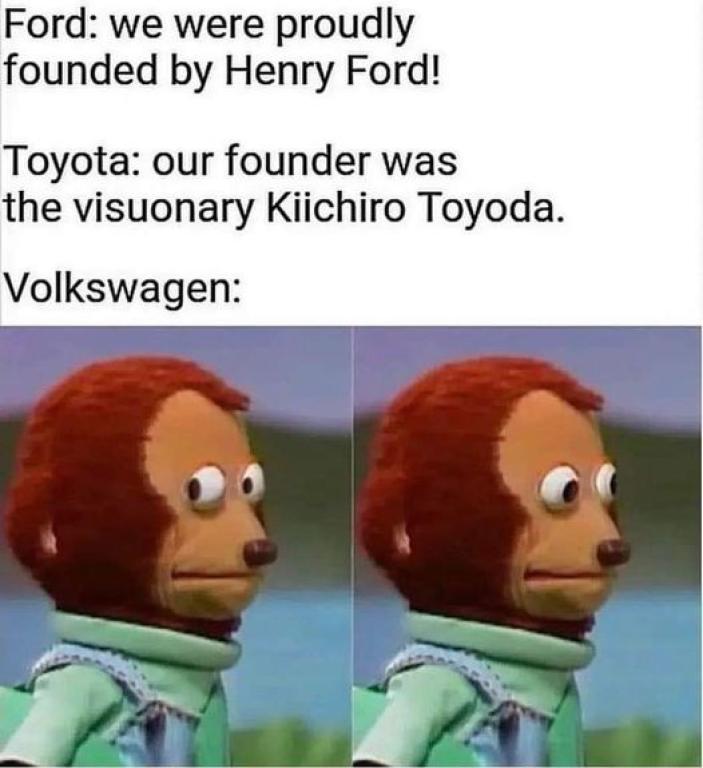 Ford: we were proudly
founded by Henry Ford!
Toyota: our founder was
the visuonary Kiichiro Toyoda.
Volkswagen: